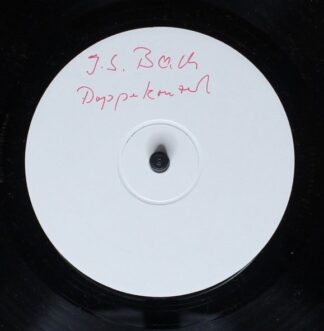 J.S. Bach
Doppelkonzert